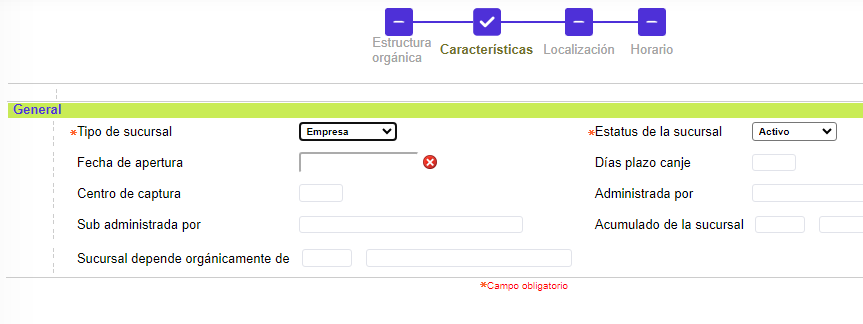 Estructura orgánica
Características
Localización
Horario
General
*Tipo de sucursal
Empresa
*Estatus de la sucursal
Activo
Fecha de apertura
Días plazo canje
Centro de captura
Administrada por
Sub administrada por
Acumulado de la sucursal
Sucursal depende orgánicamente de
*Campo obligatorio